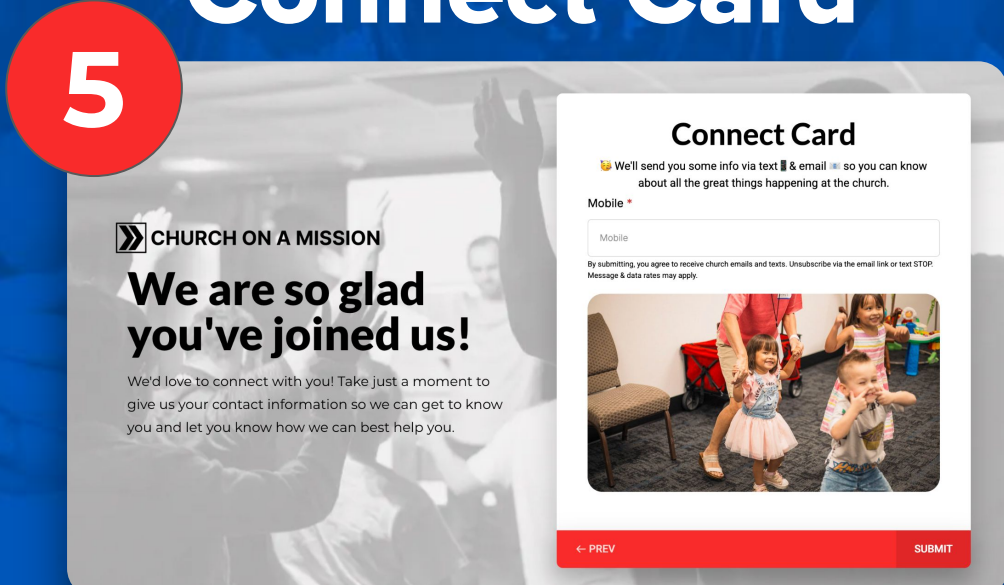 Connect Card
5
CHURCH ON A MISSION
We are so glad
you've joined us!
We'd love to connect with you! Take just a moment to
give us your contact information so we can get to know
you and let you know how we can best help you.
Connect Card
🥳 We'll send you some info via text 📱 & email 📧 so you can know
about all the great things happening at the church.
Mobile *
Mobile
By submitting, you agree to receive church emails and texts. Unsubscribe via the email link or text STOP.
Message & data rates may apply.
← PREV
SUBMIT